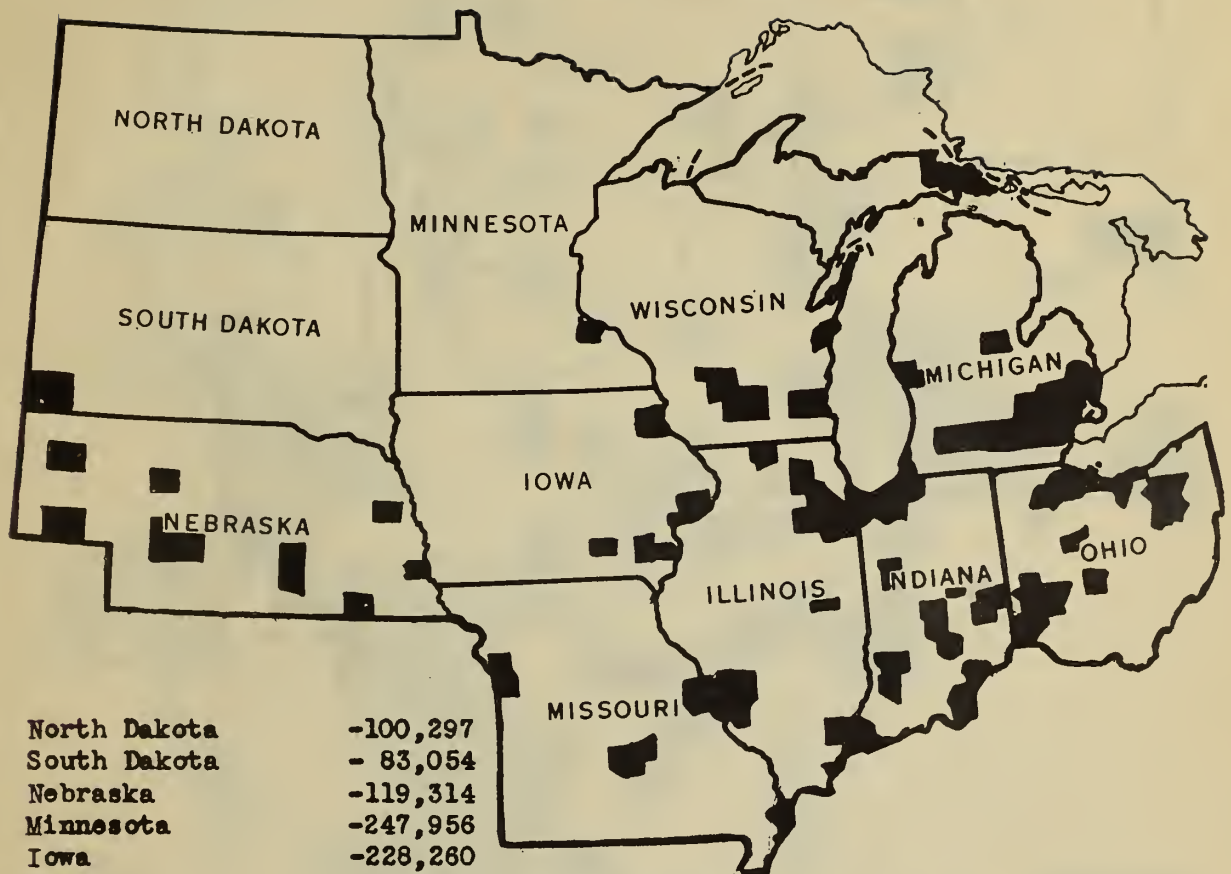 NORTH DAKOTA
MINNESOTA
SOUTH DAKOTA
WISCONSIN
MICHIGAN
IOWA
NEBRASKA
OHIO
ILLINOIS
NDIANA
MISSOURI
North Dakota -100,297
South Dakota - 83,054
Nebraska -119,314
Minnesota -247,956
Iowa -228,260